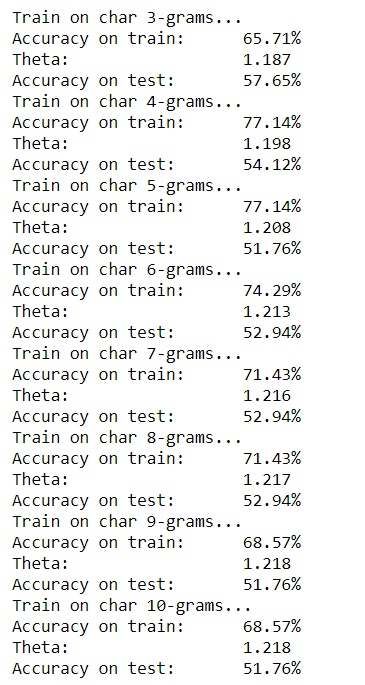 Train on char 3-grams...
Accuracy on train: 65.71%
Theta: 1.187
Accuracy on test: 57.65%
Train on char 4-grams...
Accuracy on train: 77.14%
Theta: 1.198
Accuracy on test: 54.12%
Train on char 5-grams...
Accuracy on train: 77.14%
Theta: 1.208
Accuracy on test: 51.76%
Train on char 6-grams...
Accuracy on train: 74.29%
Theta: 1.213
Accuracy on test: 52.94%
Train on char 7-grams...
Accuracy on train: 71.43%
Theta: 1.216
Accuracy on test: 52.94%
Train on char 8-grams...
Accuracy on train: 71.43%
Theta: 1.217
Accuracy on test: 52.94%
Train on char 9-grams...
Accuracy on train: 68.57%
Theta: 1.218
Accuracy on test: 51.76%
Train on char 10-grams...
Accuracy on train: 68.57%
Theta: 1.218
Accuracy on test: 51.76%